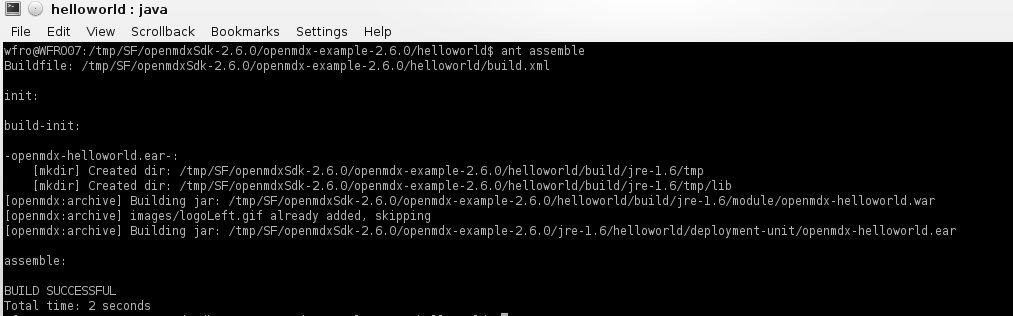 helloworld : java
File Edit View Scrollback Bookmarks Settings Help
wfro@WFRO07:/tmp/SF/openmdxSdk-2.6.0/openmdx-example-2.6.0/helloworld$ ant assemble
Buildfile: /tmp/SF/openmdxSdk-2.6.0/openmdx-example-2.6.0/helloworld/build.xml
init:
build-init:
-openmdx-helloworld.ear-:
[mkdir] Created dir: /tmp/SF/openmdxSdk-2.6.0/openmdx-example-2.6.0/helloworld/build/jre-1.6/tmp
[mkdir] Created dir: /tmp/SF/openmdxSdk-2.6.0/openmdx-example-2.6.0/helloworld/build/jre-1.6/tmp/lib
[openmdx:archive] Building jar: /tmp/SF/openmdxSdk-2.6.0/openmdx-example-2.6.0/helloworld/build/jre-1.6/module/openmdx-helloworld.war
[openmdx:archive] images/logoLeft.gif already added, skipping
[openmdx:archive] Building jar: /tmp/SF/openmdxSdk-2.6.0/openmdx-example-2.6.0/jre-1.6/helloworld/deployment-unit/openmdx-helloworld.ear
assemble:
BUILD SUCCESSFUL
Total time: 2 seconds